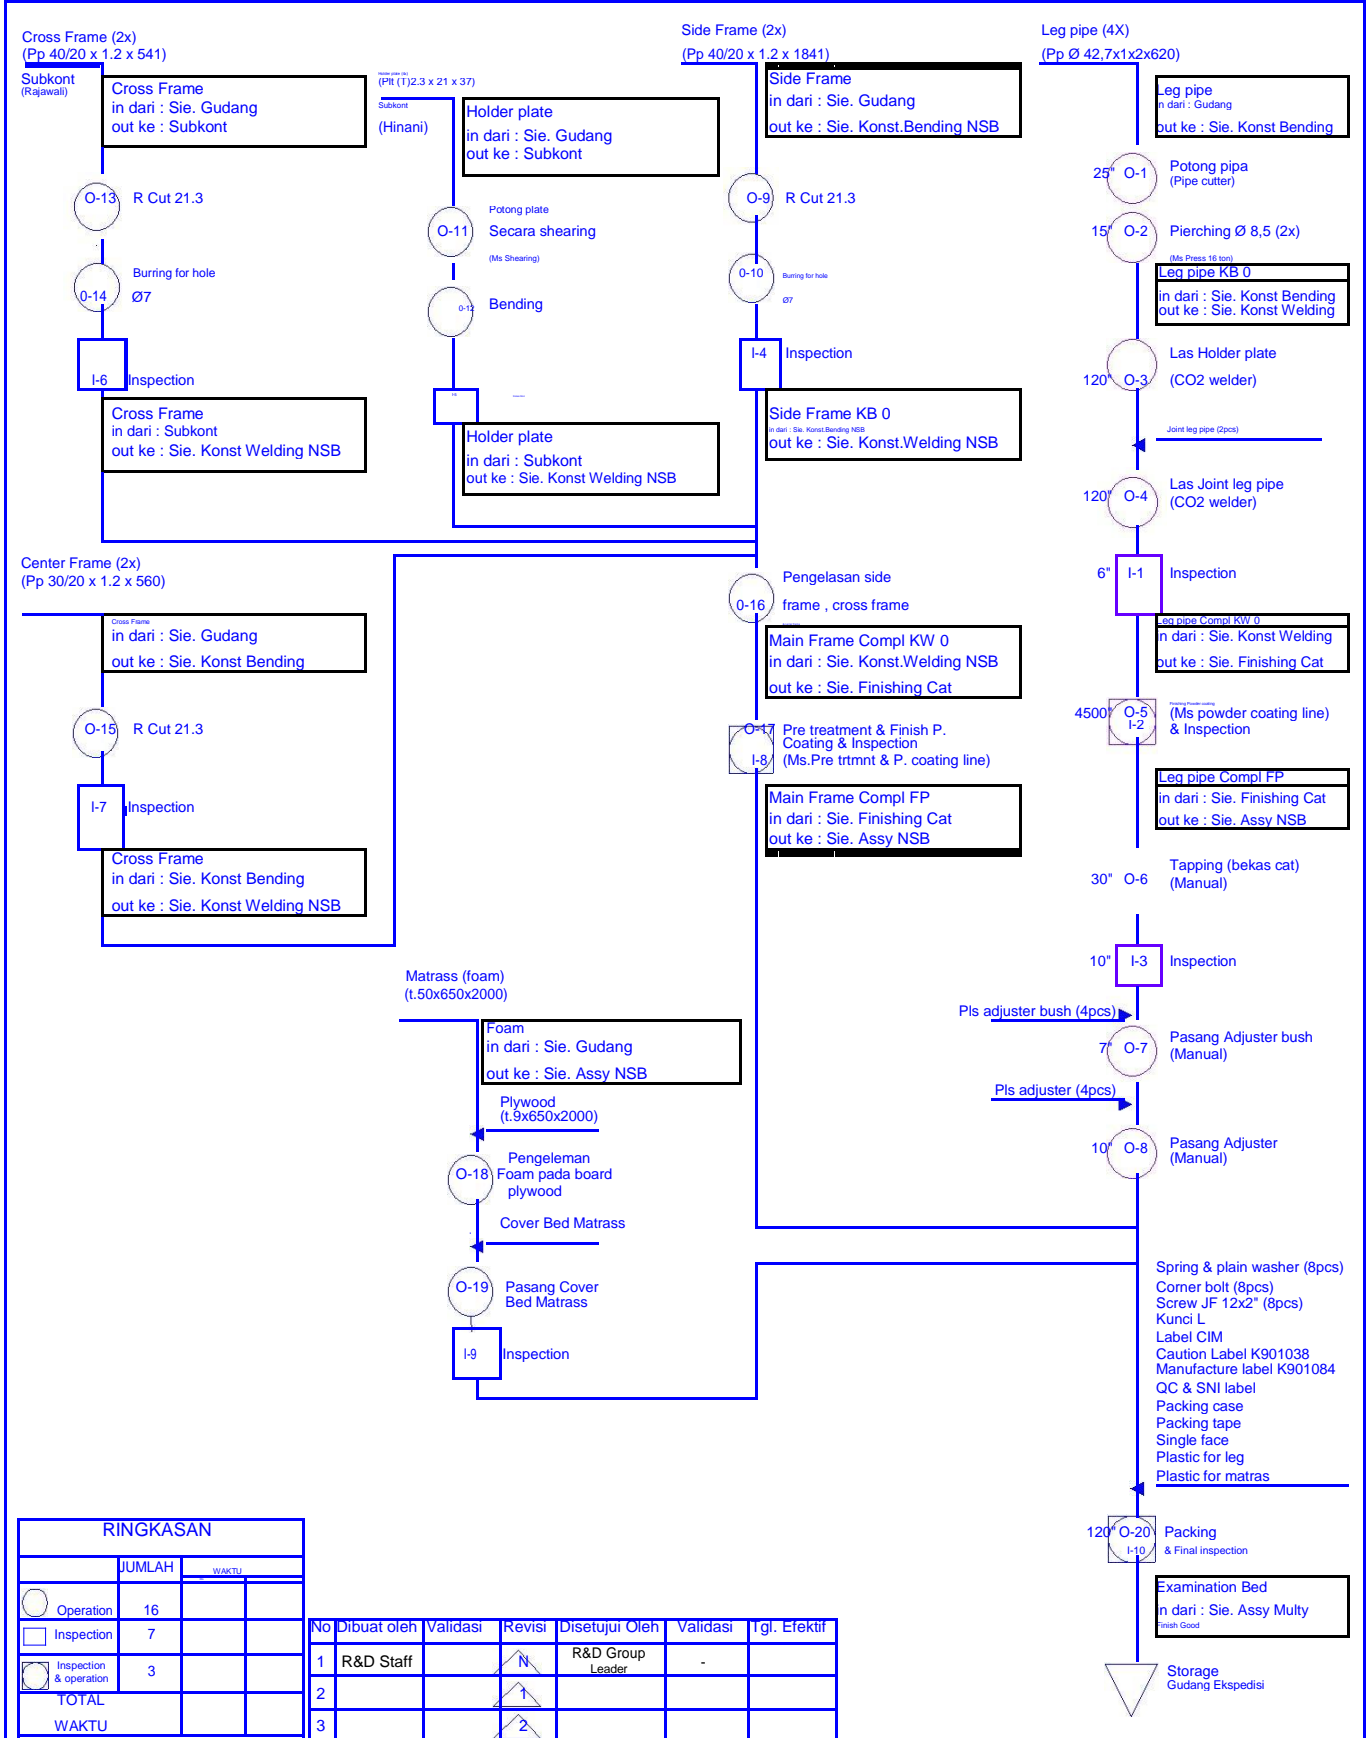 Cross Frame (2x)
(Pp 40/20 x 1.2 x 541)
Subkont
(Rajawali)
Cross Frame
in dari : Sie. Gudang
out ke : Subkont
O-13
R Cut 21.3
Burring for hole
0-14
Ø7
I-6
Inspection
Cross Frame
in dari : Subkont
out ke : Sie. Konst Welding NSB
(Plt (T)2.3 x 21 x 37)
Subkont
(Hinani)
Holder plate
in dari : Sie. Gudang
out ke : Subkont
Potong plate
O-11
Secara shearing
(Ms Shearing)
0-12
Bending
Holder plate
in dari : Subkont
out ke : Sie. Konst Welding NSB
Side Frame (2x)
(Pp 40/20 x 1.2 x 1841)
Side Frame
in dari : Sie. Gudang
out ke : Sie. Konst.Bending NSB
O-9
R Cut 21.3
0-10
Burring for hole
Ø7
I-4
Inspection
Side Frame KB 0
in dari : Sie. Konst.Bending NSB
out ke : Sie. Konst.Welding NSB
Center Frame (2x)
(Pp 30/20 x 1.2 x 560)
Cross Frame
in dari : Sie. Gudang
out ke : Sie. Konst Bending
O-15
R Cut 21.3
I-7
Inspection
Cross Frame
in dari : Sie. Konst Bending
out ke : Sie. Konst Welding NSB
Pengelasan side
0-16
frame , cross frame
Main Frame Compl KW 0
in dari : Sie. Konst.Welding NSB
out ke : Sie. Finishing Cat
O-17
Pre treatment & Finish P.
Coating & Inspection
I-8
(Ms.Pre trtmnt & P. coating line)
Main Frame Compl FP
in dari : Sie. Finishing Cat
out ke : Sie. Assy NSB
Leg pipe (4X)
(Pp Ø 42,7x1x2x620)
Leg pipe
in dari : Gudang
out ke : Sie. Konst Bending
25" O-1
Potong pipa
(Pipe cutter)
15" O-2
Pierching Ø 8,5 (2x)
(Ms Press 16 ton)
Leg pipe KB 0
in dari : Sie. Konst Bending
out ke : Sie. Konst Welding
Las Holder plate
120" O-3
(CO2 welder)
Joint leg pipe (2pcs)
120" O-4
Las Joint leg pipe
(CO2 welder)
6" I-1
Inspection
Leg pipe Compl KW 0
in dari : Sie. Konst Welding
out ke : Sie. Finishing Cat
Finishing Powder coating
4500" O-5
(Ms powder coating line)
I-2
& Inspection
Leg pipe Compl FP
in dari : Sie. Finishing Cat
out ke : Sie. Assy NSB
30" O-6
Tapping (bekas cat)
(Manual)
10" I-3
Inspection
Pls adjuster bush (4pcs)
7" O-7
Pasang Adjuster bush
(Manual)
Pls adjuster (4pcs)
10" O-8
Pasang Adjuster
(Manual)
Matrass (foam)
(t.50x650x2000)
Foam
in dari : Sie. Gudang
out ke : Sie. Assy NSB
Plywood
(t.9x650x2000)
O-18
Pengeleman
Foam pada board
plywood
Cover Bed Matrass
O-19
Pasang Cover
Bed Matrass
I-9
Inspection
Spring & plain washer (8pcs)
Corner bolt (8pcs)
Screw JF 12x2" (8pcs)
Kunci L
Label CIM
Caution Label K901038
Manufacture label K901084
QC & SNI label
Packing case
Packing tape
Single face
Plastic for leg
Plastic for matras
120" O-20
Packing
I-10
& Final inspection
Examination Bed
in dari : Sie. Assy Multy
Finish Good
Storage
Gudang Ekspedisi
RINGKASAN
JUMLAH WAKTU
Operation 16
Inspection 7
Inspection
& operation 3
TOTAL
WAKTU
No Dibuat oleh Validasi Revisi Disetujui Oleh Validasi Tgl. Efektif
1 R&D Staff N R&D Group
Leader -
2 1
3 2